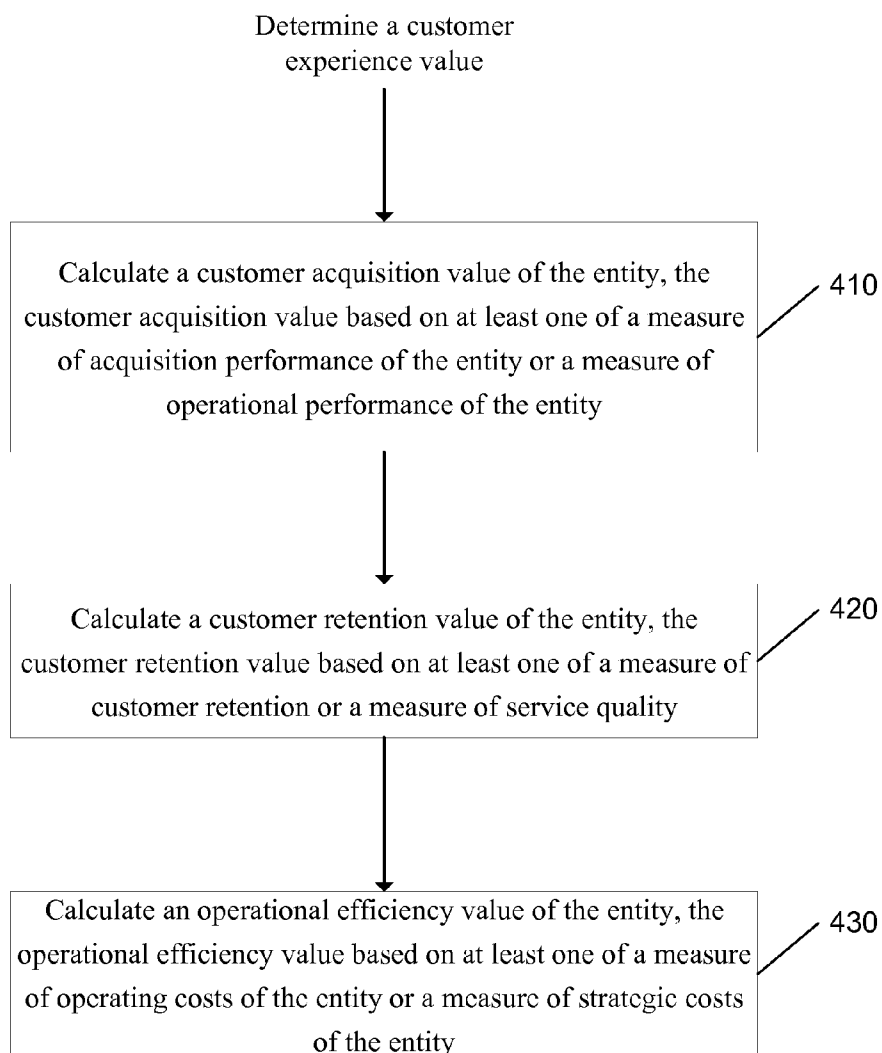 Determine a customer
experience value
Calculate a customer acquisition value of the entity, the
customer acquisition value based on at least one of a measure
of acquisition performance of the entity or a measure of
operational performance of the entity
410
Calculate a customer retention value of the entity, the
customer retention value based on at least one of a measure of
customer retention or a measure of service quality
420
Calculate an operational efficiency value of the entity, the
operational efficiency value based on at least one of a measure
of operating costs of the entity or a measure of strategic costs
of the entity
430